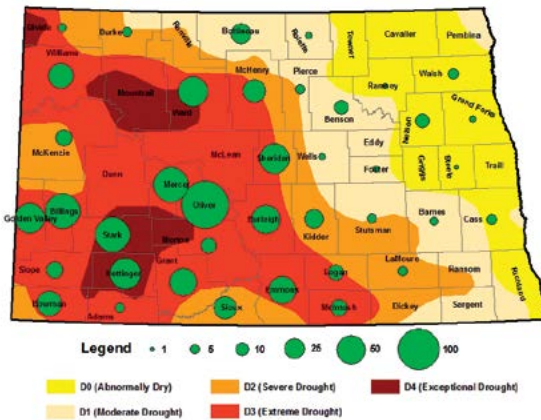 Divide Burke Renville Bottineau Rolette Towner Cavalier Pembina
Williams McHenry Pierce Ramsey Walsh
Mountrail Ward Benson Nelson Grand Forks
McKenzie McLean Sheridan Wells Eddy
Dunn Foster Griggs Steele Traill
Mercer Oliver
Golden Valley Billings Stark Burleigh Kidder Stutsman Barnes Cass
Morton
Slope Hettinger Grant Logan LaMoure Ransom Richland
Bowman Adams Sioux Emmons McIntosh Dickey Sargent
Legend 1 5 10 25 50 100
D0 (Abnormally Dry) D2 (Severe Drought) D4 (Exceptional Drought)
D1 (Moderate Drought) D3 (Extreme Drought)